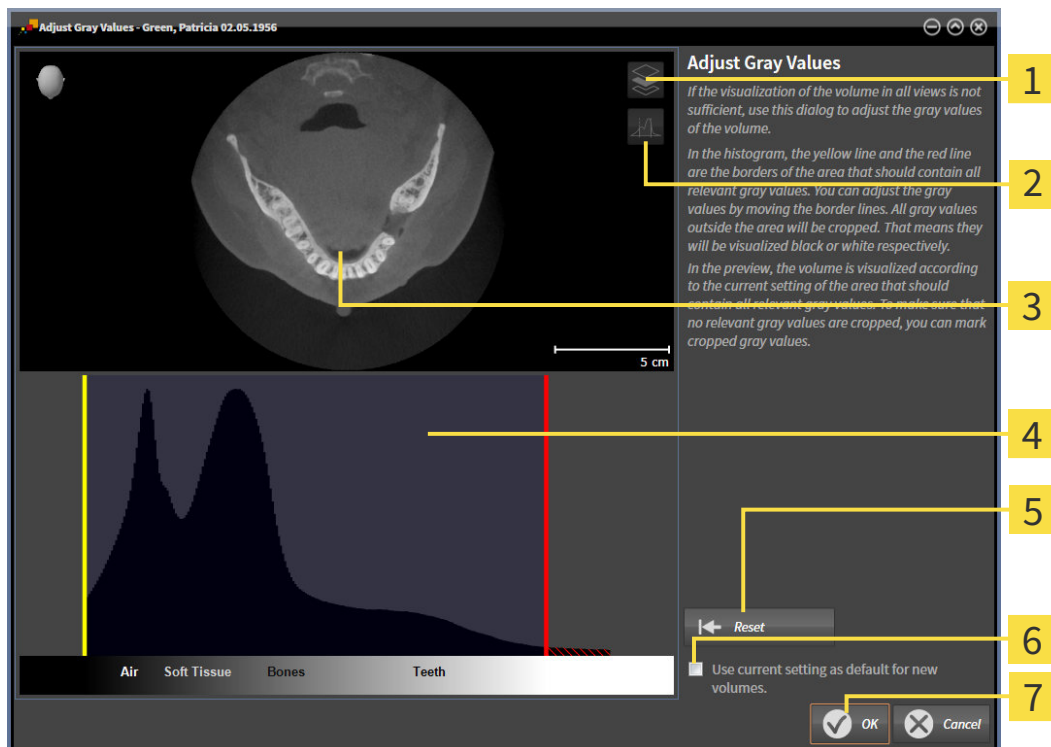 Adjust Gray Values - Green, Patricia 02.05.1956
Adjust Gray Values
If the visualization of the volume in all views is not
sufficient, use this dialog to adjust the gray values
of the volume.
In the histogram, the yellow line and the red line
are the borders of the area that should contain all
relevant gray values. You can adjust the gray
values by moving the border lines. All gray values
outside the area will be cropped. That means they
will be visualized black or white respectively.
In the preview, the volume is visualized according
to the current setting of the area that should
contain all relevant gray values. To make sure that
no relevant gray values are cropped, you can mark
cropped gray values.
5 cm
Air Soft Tissue Bones Teeth
Reset
Use current setting as default for new
volumes.
OK Cancel
1
2
3
4
5
6
7